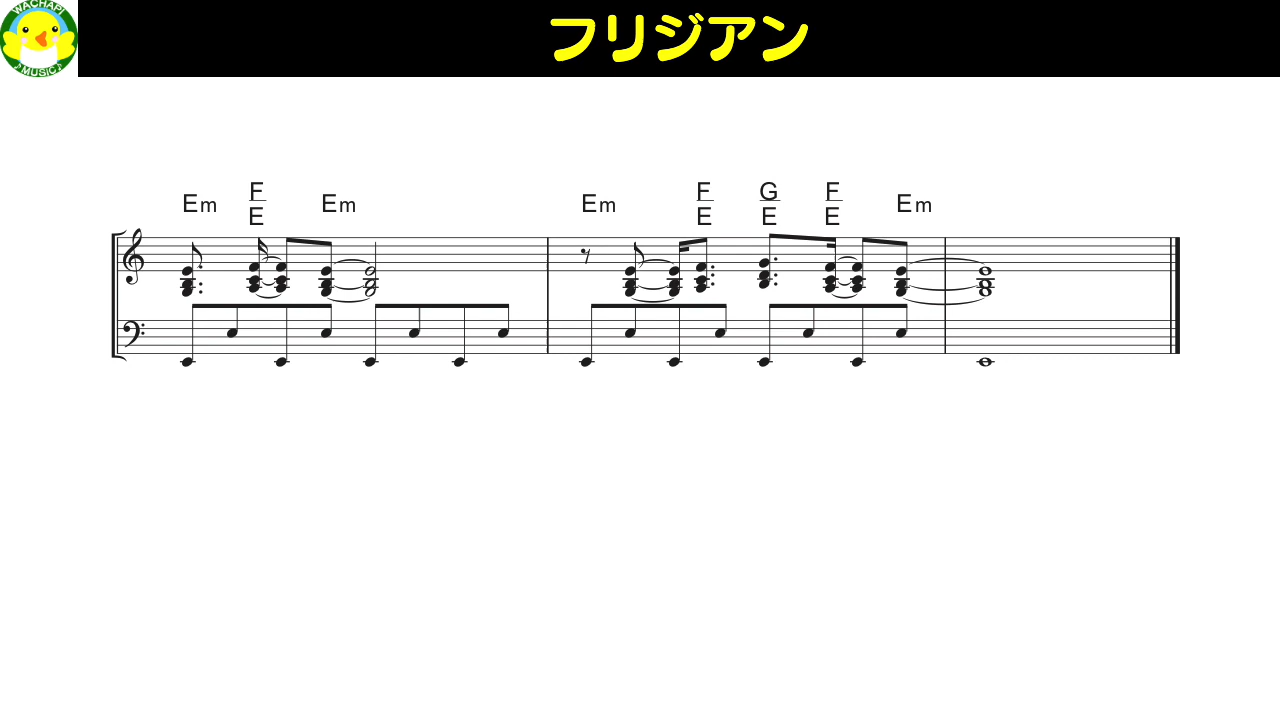 WACHAPI
♪MUSIC♪
フリジアン
Em F/E Em Em F/E G/E F/E Em